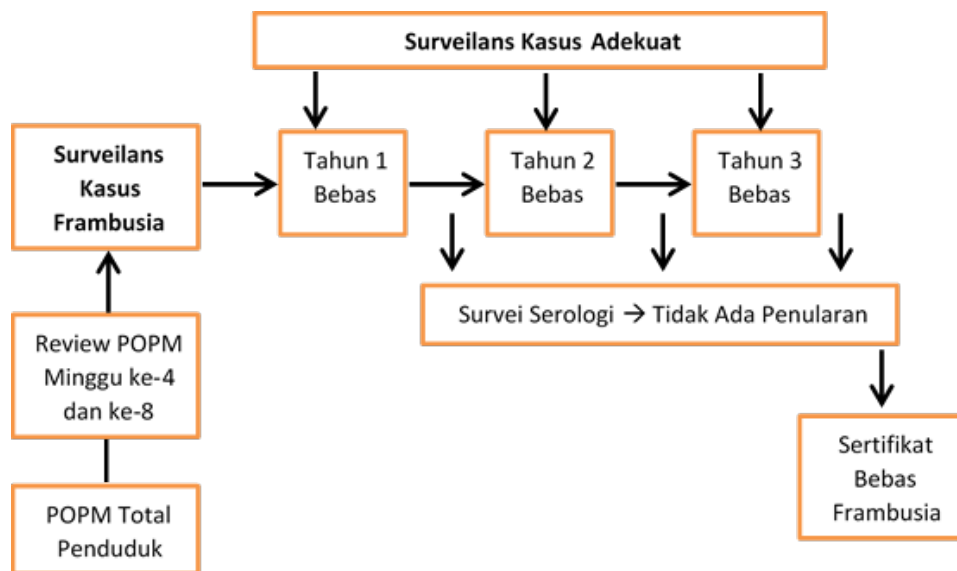 Surveilans Kasus Adekuat
Surveilans
Kasus
Frambusia
Tahun 1
Bebas
Tahun 2
Bebas
Tahun 3
Bebas
Survei Serologi → Tidak Ada Penularan
Review POPM
Minggu ke-4
dan ke-8
Sertifikat
Bebas
Frambusia
POPM Total
Penduduk